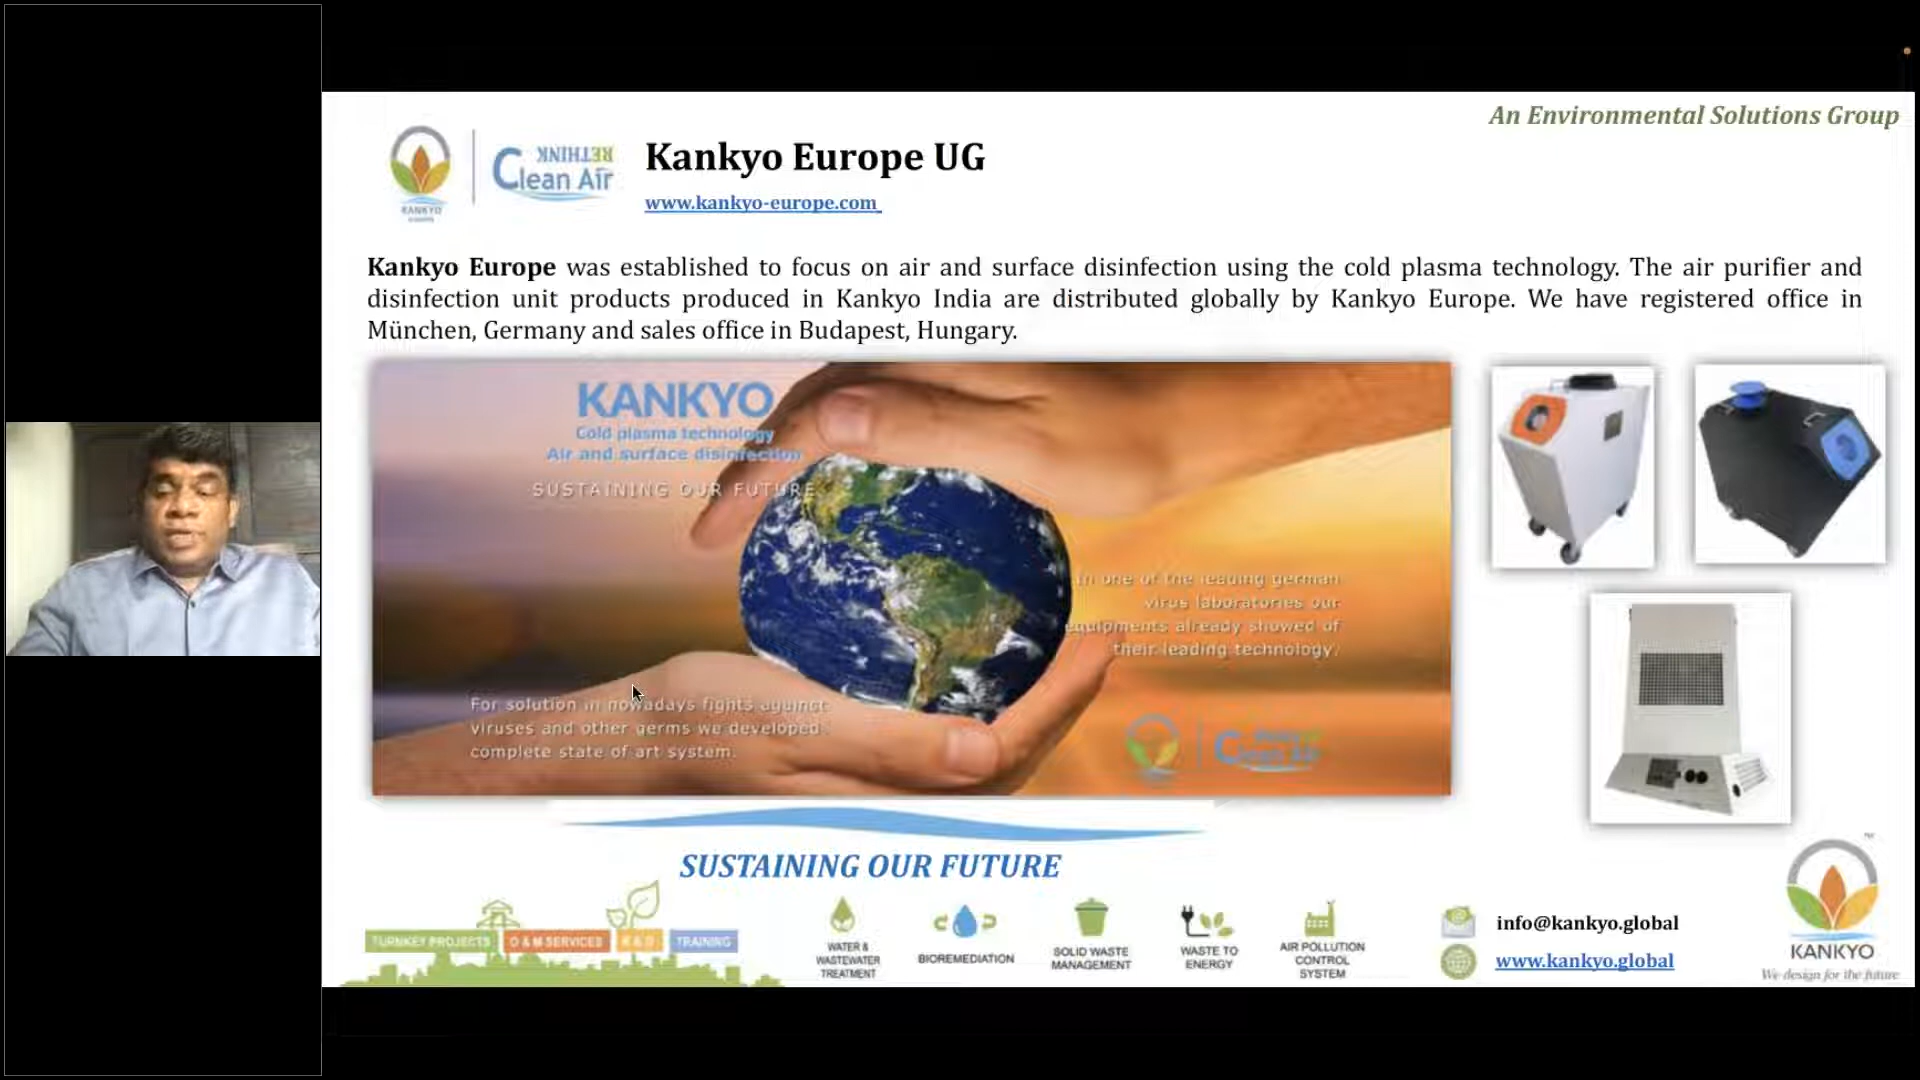 An Environmental Solutions Group
RETHINK
Clean Air
KANKYO
Kankyo Europe UG
www.kankyo-europe.com
Kankyo Europe was established to focus on air and surface disinfection using the cold plasma technology. The air purifier and
disinfection unit products produced in Kankyo India are distributed globally by Kankyo Europe. We have registered office in
München, Germany and sales office in Budapest, Hungary.
KANKYO
Cold plasma technology
Air and surface disinfection
SUSTAINING OUR FUTURE
In one of the leading german
virus laboratories our
equipments already showed of
their leading technology.
For solution in nowadays fights against
viruses and other germs we developed
complete state of art system.
Clean Air
SUSTAINING OUR FUTURE
TURNKEY PROJECTS
O & M SERVICES
R & D
TRAINING
WATER &
WASTEWATER
TREATMENT
BIOREMEDIATION
SOLID WASTE
MANAGEMENT
WASTE TO
ENERGY
AIR POLLUTION
CONTROL
SYSTEM
info@kankyo.global
www.kankyo.global
TM
KANKYO
We design for the future